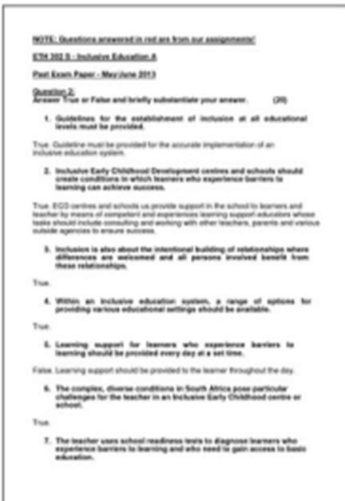 NOTE: Questions answered in red are from our assignments!
ETH 302 S - Inclusive Education A
Past Exam Paper - May/June 2013
Question 2:
Answer True or False and briefly substantiate your answer. (20)
1. Guidelines for the establishment of inclusion at all educational
levels must be provided.
True. Guideline must be provided for the accurate implementation of an
inclusive education system.
2. Inclusive Early Childhood Development centres and schools should
create conditions in which learners who experience barriers to
learning can achieve success.
True. ECD centres and schools us provide support in the school to learners and
teacher by means of competent and experiences learning support educators whose
tasks should include consulting and working with other teachers, parents and various
outside agencies to ensure success.
3. Inclusion is also about the intentional building of relationships where
differences are welcomed and all persons involved benefit from
these relationships.
True.
4. Within an inclusive education system, a range of options for
providing various educational settings should be available.
True.
5. Learning support for learners who experience barriers to
learning should be provided every day at a set time.
False. Learning support should be provided to the learner throughout the day.
6. The complex, diverse conditions in South Africa pose particular
challenges for the teacher in an Inclusive Early Childhood centre or
school.
True.
7. The teacher uses school readiness tests to diagnose learners who
experience barriers to learning and who need to gain access to basic
education.